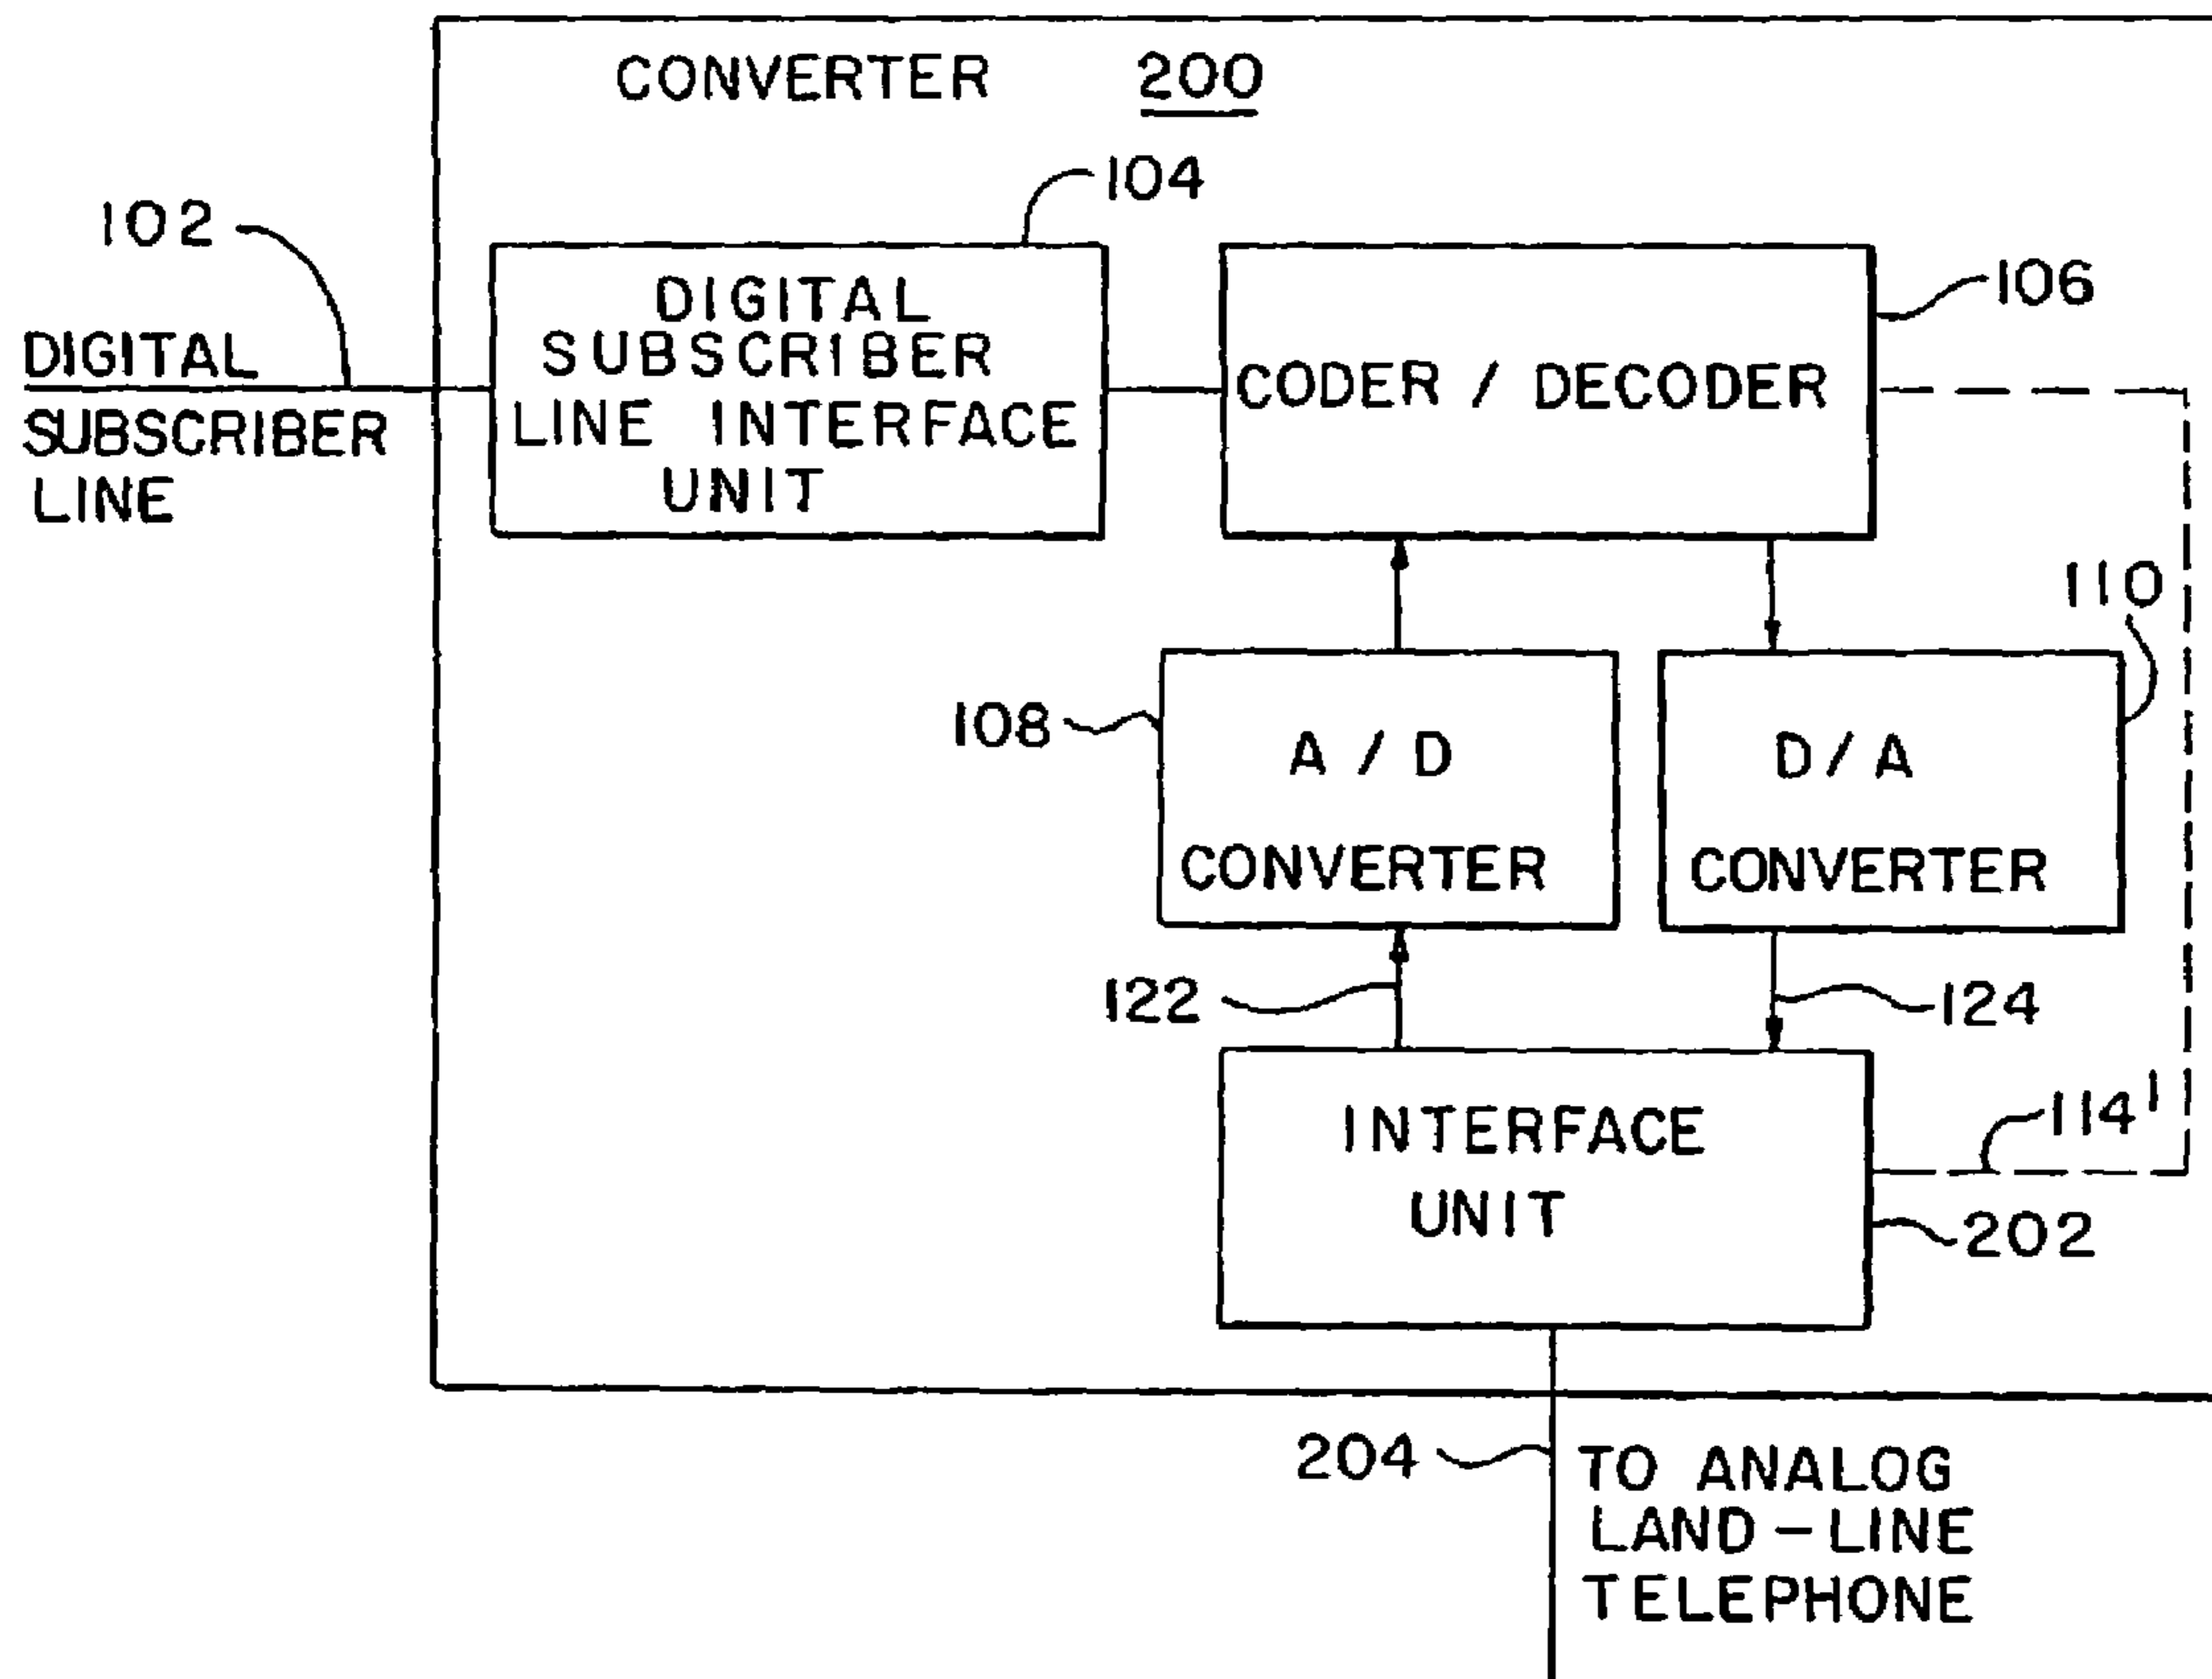 CONVERTER 200
104
102
DIGITAL
SUBSCRIBER
LINE
DIGITAL
SUBSCRIBER
LINE INTERFACE
UNIT
CODER / DECODER
106
110
108
A / D
CONVERTER
D / A
CONVERTER
122
124
INTERFACE
UNIT
114'
202
204
TO ANALOG
LAND-LINE
TELEPHONE